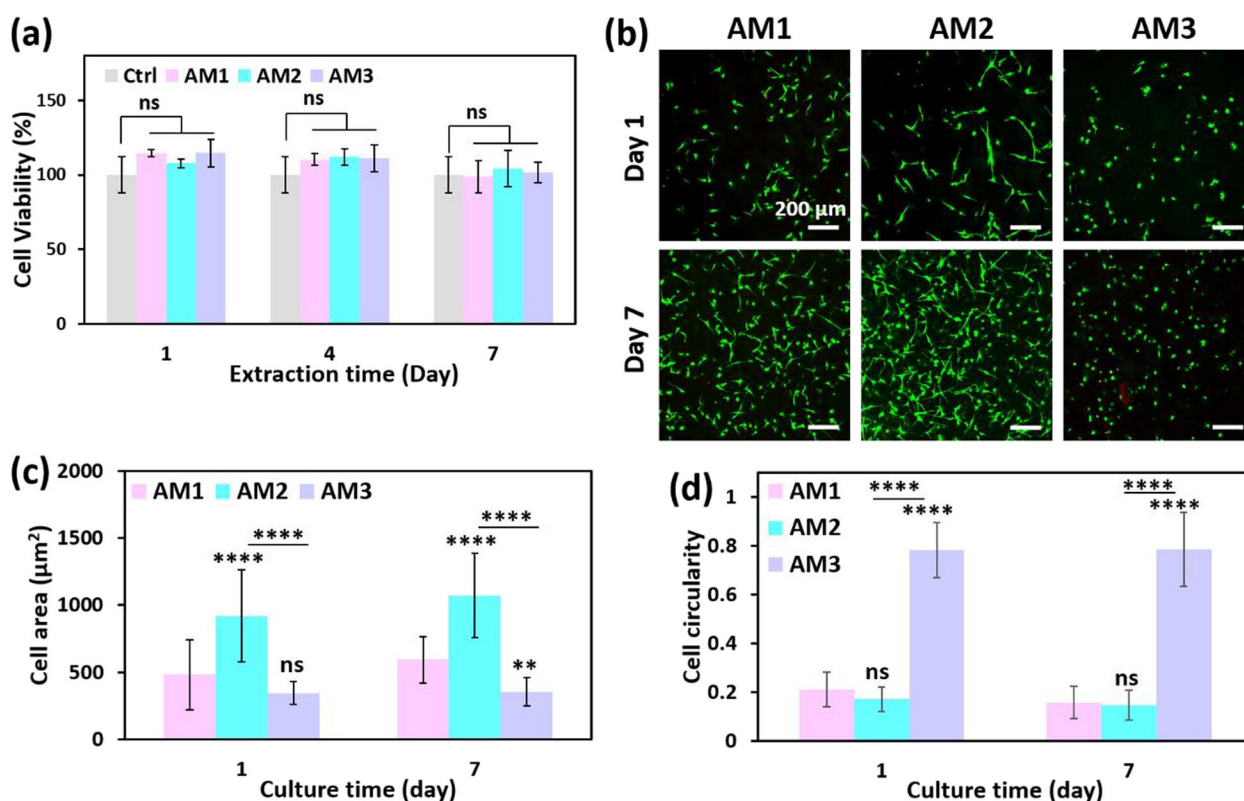 (a)
Ctrl AM1 AM2 AM3
150
100
50
0
ns
ns
ns
Cell Viability (%)
1 4 7
Extraction time (Day)
(b)
AM1 AM2 AM3
Day 1
200 µm
Day 7
(c)
2000
1500
1000
500
0
AM1 AM2 AM3
****
****
ns
****
****
**
Cell area (µm²)
1 7
Culture time (day)
(d)
1
0.8
0.6
0.4
0.2
0
AM1
AM2
AM3
****
****
ns
****
****
ns
Cell circularity
1 7
Culture time (day)